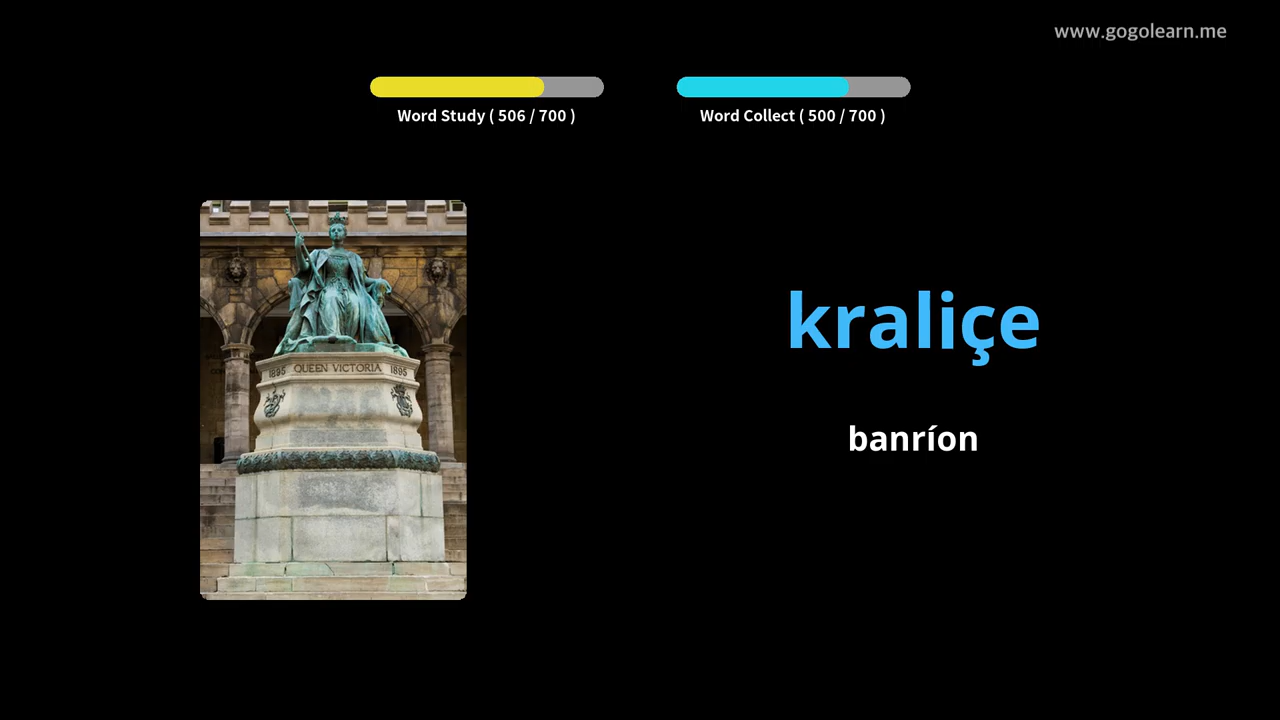 www.gogolearn.me
Word Study ( 506 / 700 )
Word Collect ( 500 / 700 )
1895 QUEEN VICTORIA 1895
kraliçe
banríon